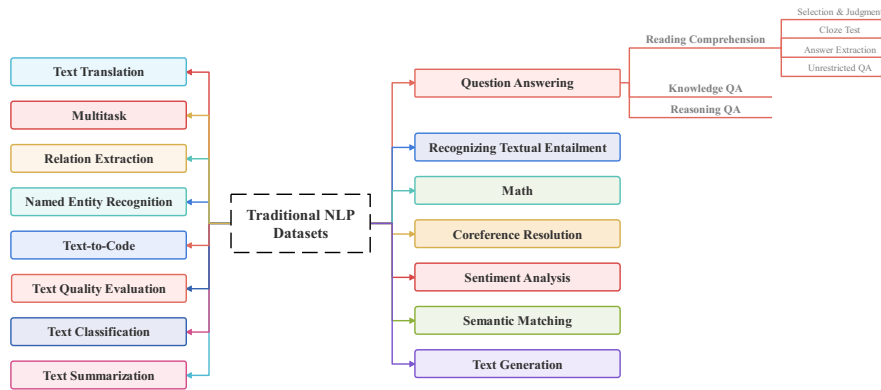 Traditional NLP
Datasets
Text Translation
Multitask
Relation Extraction
Named Entity Recognition
Text-to-Code
Text Quality Evaluation
Text Classification
Text Summarization
Question Answering
Reading Comprehension
Selection & Judgment
Cloze Test
Answer Extraction
Unrestricted QA
Knowledge QA
Reasoning QA
Recognizing Textual Entailment
Math
Coreference Resolution
Sentiment Analysis
Semantic Matching
Text Generation